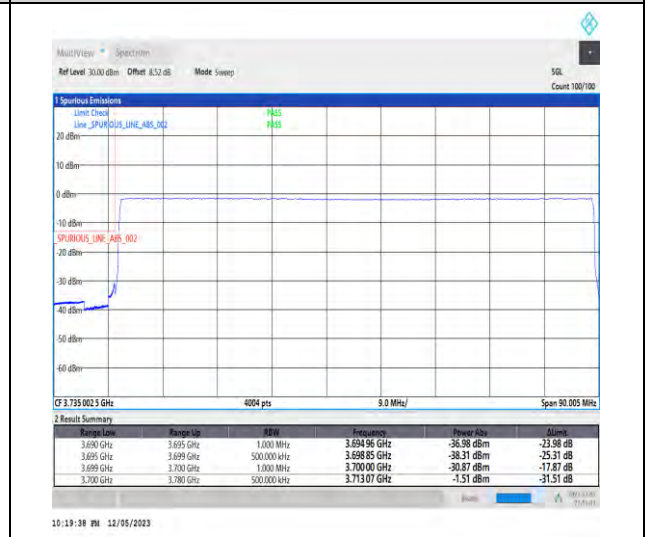 MultiView Spectrum
Ref Level 30.00 dBm Offset 8.52 dB Mode Sweep SGL
Count 100/100
1 Spurious Emissions
Limit Check PASS
Line _SPURIOUS_LINE_ABS_002 PASS
20 dBm
10 dBm
0 dBm
-10 dBm
_SPURIOUS_LINE_ABS_002
-20 dBm
-30 dBm
-40 dBm
-50 dBm
-60 dBm
CF 3.735 002 5 GHz 4004 pts 9.0 MHz/ Span 90.005 MHz
2 Result Summary
Range Low Range Up RBW Frequency Power Abs ΔLimit
3.690 GHz 3.695 GHz 1.000 MHz 3.694 96 GHz -36.98 dBm -23.98 dB
3.695 GHz 3.699 GHz 500.000 kHz 3.698 85 GHz -38.31 dBm -25.31 dB
3.699 GHz 3.700 GHz 1.000 MHz 3.700 00 GHz -30.87 dBm -17.87 dB
3.700 GHz 3.780 GHz 500.000 kHz 3.713 07 GHz -1.51 dBm -31.51 dB
10:19:38 PM 12/05/2023